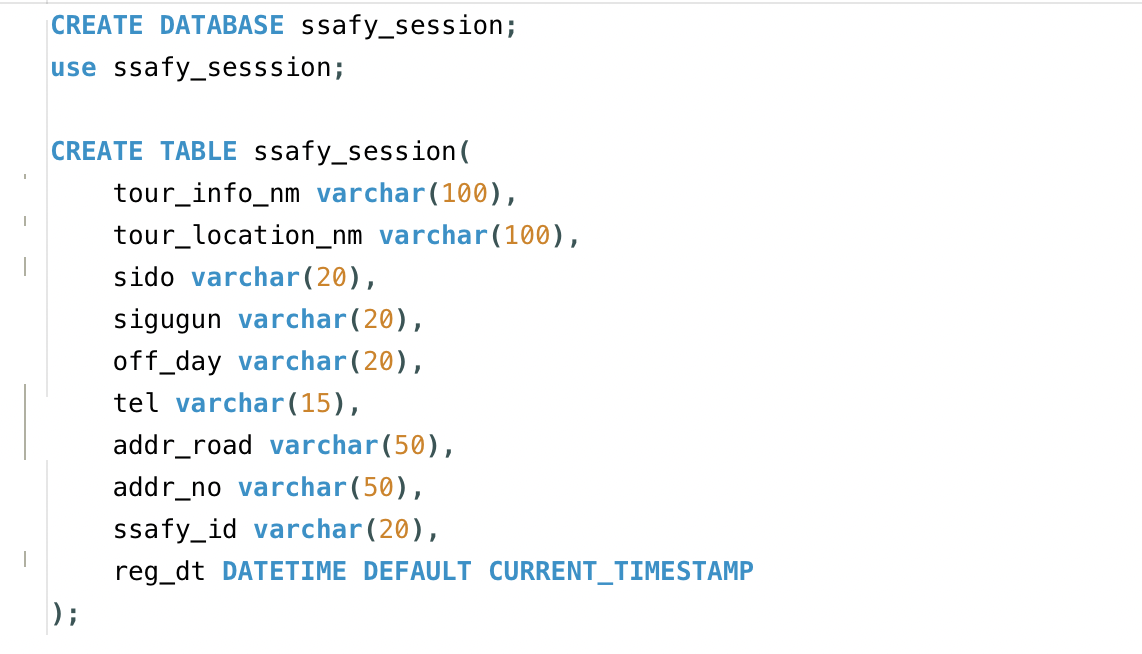 CREATE DATABASE ssafy_session;
use ssafy_sesssion;
CREATE TABLE ssafy_session(
tour_info_nm varchar(100),
tour_location_nm varchar(100),
sido varchar(20),
sigugun varchar(20),
off_day varchar(20),
tel varchar(15),
addr_road varchar(50),
addr_no varchar(50),
ssafy_id varchar(20),
reg_dt DATETIME DEFAULT CURRENT_TIMESTAMP
);